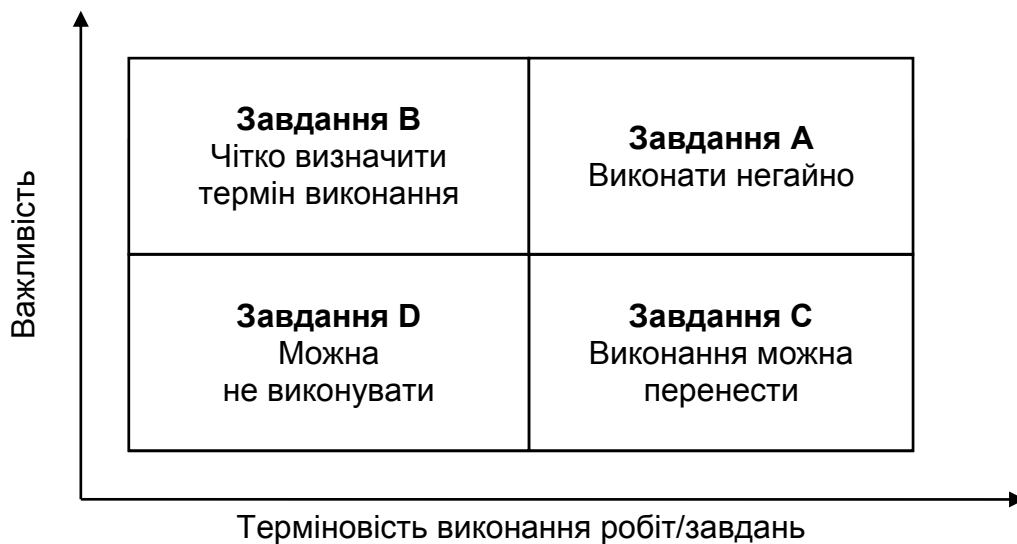 Важливість
Завдання B
Чітко визначити
термін виконання
Завдання A
Виконати негайно
Завдання D
Можна
не виконувати
Завдання C
Виконання можна
перенести
Терміновість виконання робіт/завдань